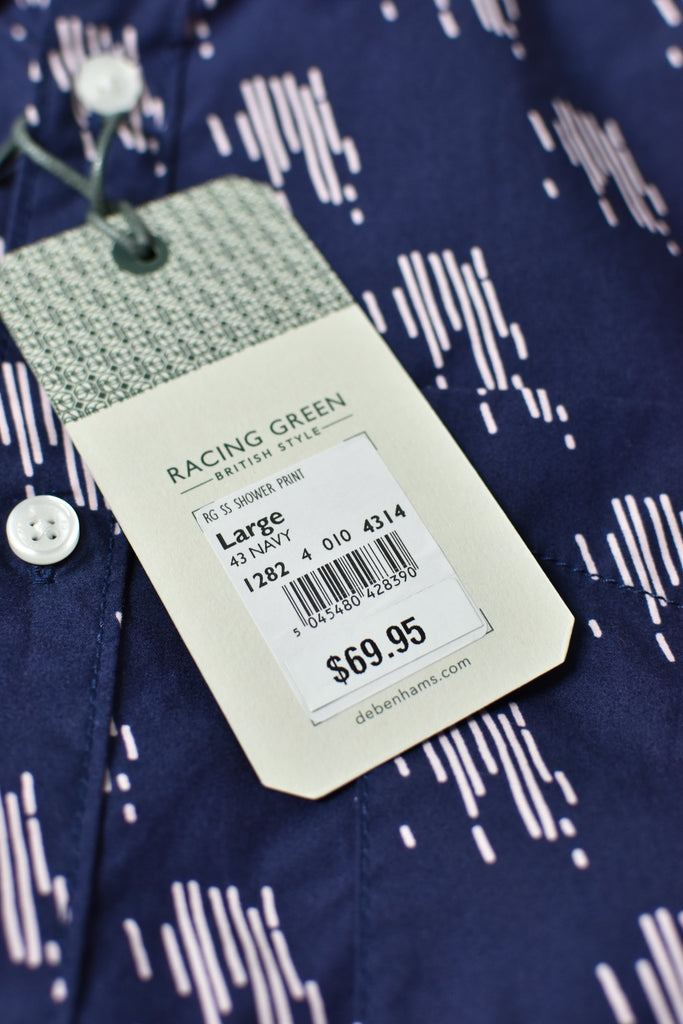 RACING GREEN
BRITISH STYLE
RG SS SHOWER PRINT
Large
43 NAVY
1282 4 010 4314
5 045480 428390
$69.95
debenhams.com